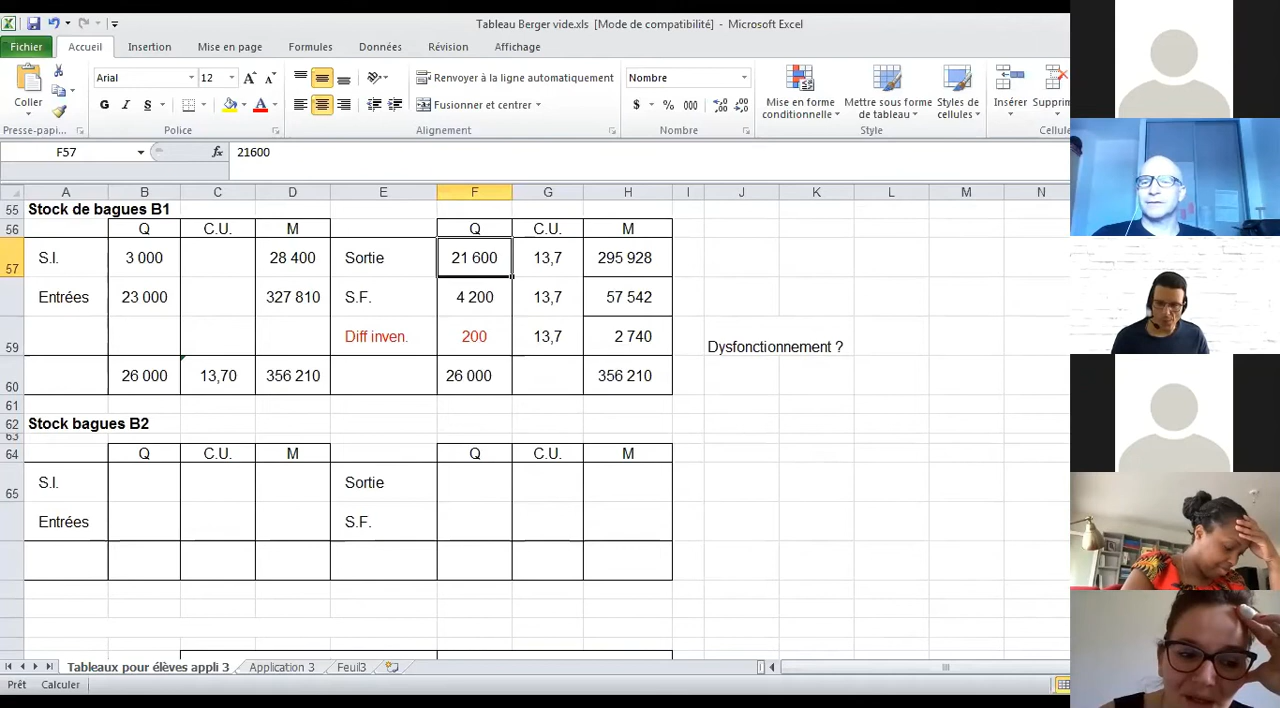 Tableau Berger vide.xls [Mode de compatibilité] - Microsoft Excel
Fichier Accueil Insertion Mise en page Formules Données Révision Affichage
Arial 12 Renvoyer à la ligne automatiquement Nombre
Coller G I S Fusionner et centrer $ % 000 Mise en forme conditionnelle Mettre sous forme de tableau Styles de cellules Insérer Supprim
Presse-papi... Police Alignement Nombre Style Cellule
F57 fx 21600
A B C D E F G H I J K L M N
55 Stock de bagues B1
56 Q C.U. M Q C.U. M
57 S.I. 3 000 28 400 Sortie 21 600 13,7 295 928
Entrées 23 000 327 810 S.F. 4 200 13,7 57 542
59 Diff inven. 200 13,7 2 740 Dysfonctionnement ?
60 26 000 13,70 356 210 26 000 356 210
61
62 Stock bagues B2
63
64 Q C.U. M Q C.U. M
65 S.I. Sortie
Entrées S.F.
Tableaux pour élèves appli 3 Application 3 Feuil3
Prêt Calculer